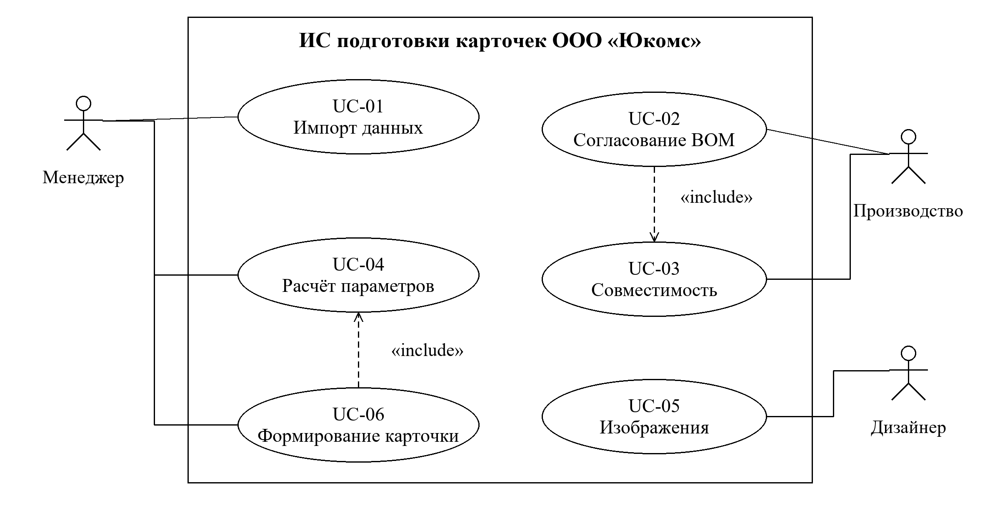 ИС подготовки карточек ООО «Юкомс»
UC-01
Импорт данных
UC-02
Согласование BOM
Менеджер
«include»
Производство
UC-04
Расчёт параметров
UC-03
Совместимость
«include»
UC-06
Формирование карточки
UC-05
Изображения
Дизайнер